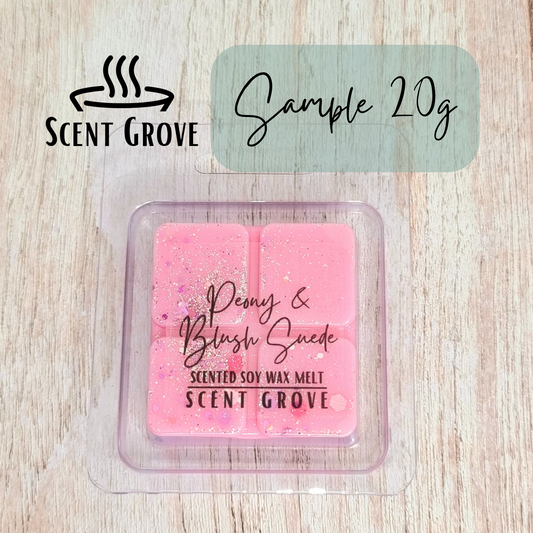 SCENT GROVE
Sample 20g
Peony &
Blush Suede
SCENTED SOY WAX MELT
SCENT GROVE